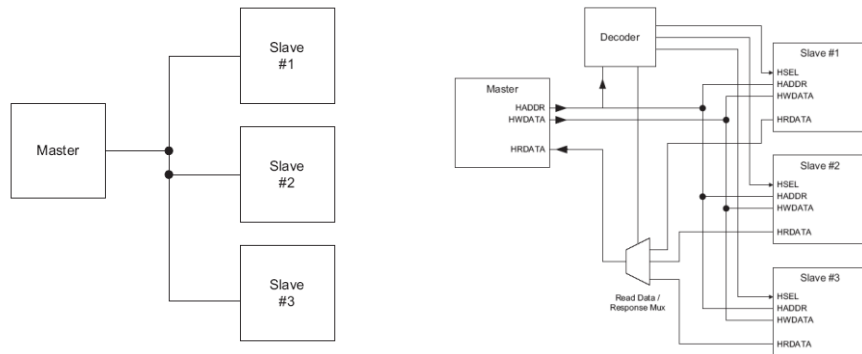 Slave
#1
Master
Slave
#2
Slave
#3
Decoder
Slave #1
HSEL
HADDR
HWDATA
HRDATA
Master
HADDR
HWDATA
HRDATA
Slave #2
HSEL
HADDR
HWDATA
HRDATA
Read Data /
Response Mux
Slave #3
HSEL
HADDR
HWDATA
HRDATA